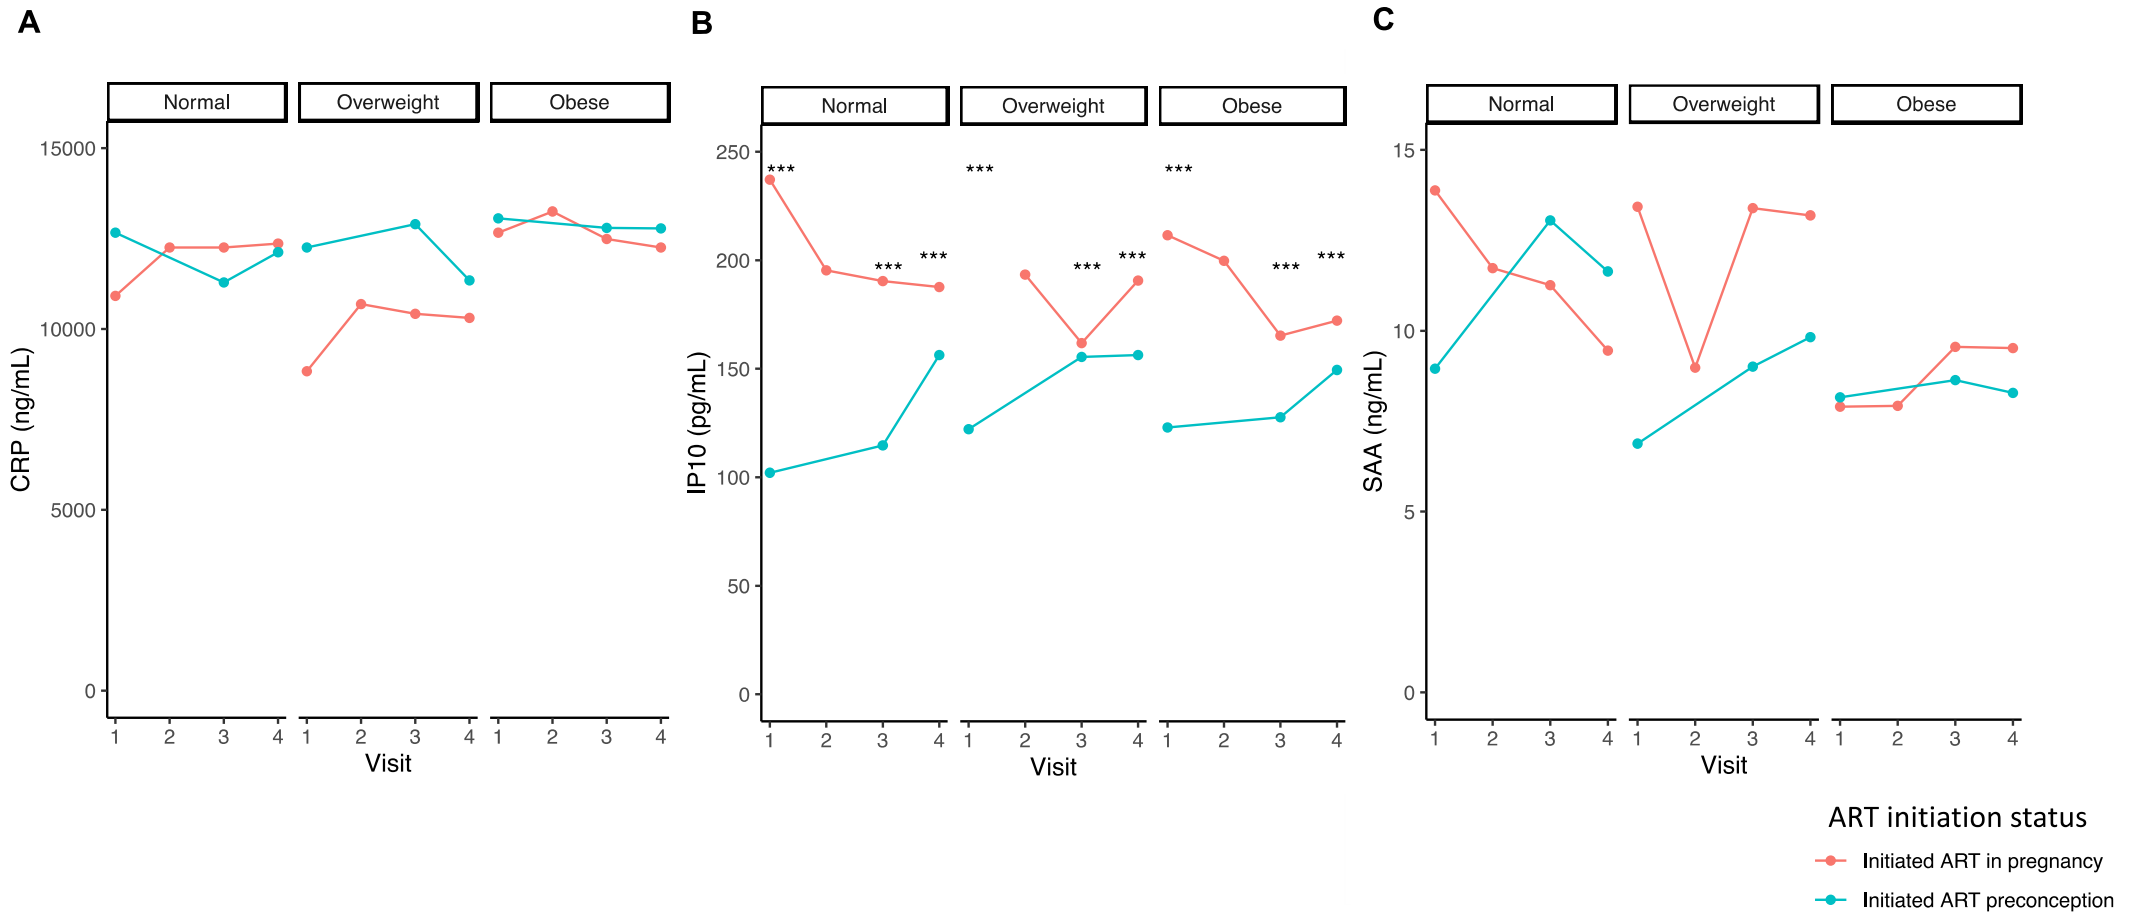 A
Normal
Overweight
Obese
15000
10000
5000
0
CRP (ng/mL)
1 2 3 4
1 2 3 4
1 2 3 4
Visit
B
Normal
Overweight
Obese
250
200
150
100
50
0
IP10 (pg/mL)
***
***
***
***
***
***
***
***
***
1 2 3 4
1 2 3 4
1 2 3 4
Visit
C
Normal
Overweight
Obese
15
10
5
0
SAA (ng/mL)
1 2 3 4
1 2 3 4
1 2 3 4
Visit
ART initiation status
Initiated ART in pregnancy
Initiated ART preconception